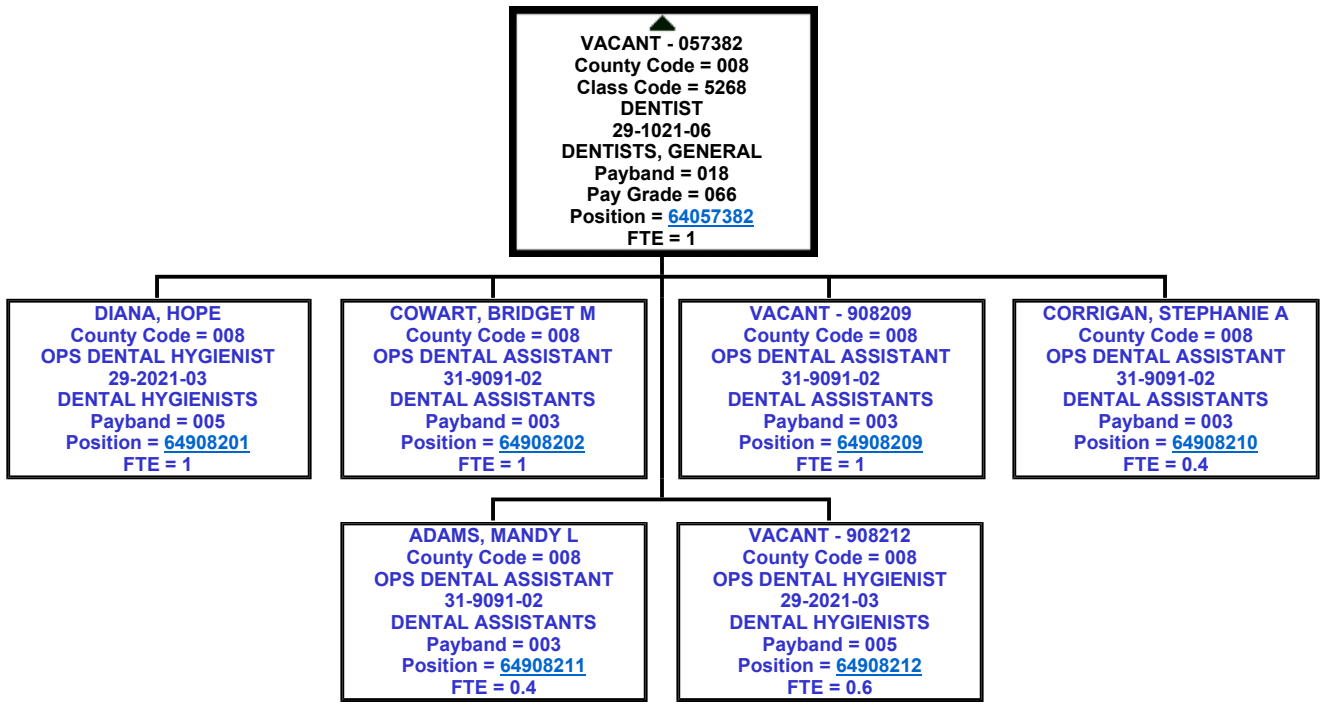 VACANT - 057382
County Code = 008
Class Code = 5268
DENTIST
29-1021-06
DENTISTS, GENERAL
Payband = 018
Pay Grade = 066
Position = 64057382
FTE = 1
DIANA, HOPE
County Code = 008
OPS DENTAL HYGIENIST
29-2021-03
DENTAL HYGIENISTS
Payband = 005
Position = 64908201
FTE = 1
COWART, BRIDGET M
County Code = 008
OPS DENTAL ASSISTANT
31-9091-02
DENTAL ASSISTANTS
Payband = 003
Position = 64908202
FTE = 1
VACANT - 908209
County Code = 008
OPS DENTAL ASSISTANT
31-9091-02
DENTAL ASSISTANTS
Payband = 003
Position = 64908209
FTE = 1
CORRIGAN, STEPHANIE A
County Code = 008
OPS DENTAL ASSISTANT
31-9091-02
DENTAL ASSISTANTS
Payband = 003
Position = 64908210
FTE = 0.4
ADAMS, MANDY L
County Code = 008
OPS DENTAL ASSISTANT
31-9091-02
DENTAL ASSISTANTS
Payband = 003
Position = 64908211
FTE = 0.4
VACANT - 908212
County Code = 008
OPS DENTAL HYGIENIST
29-2021-03
DENTAL HYGIENISTS
Payband = 005
Position = 64908212
FTE = 0.6